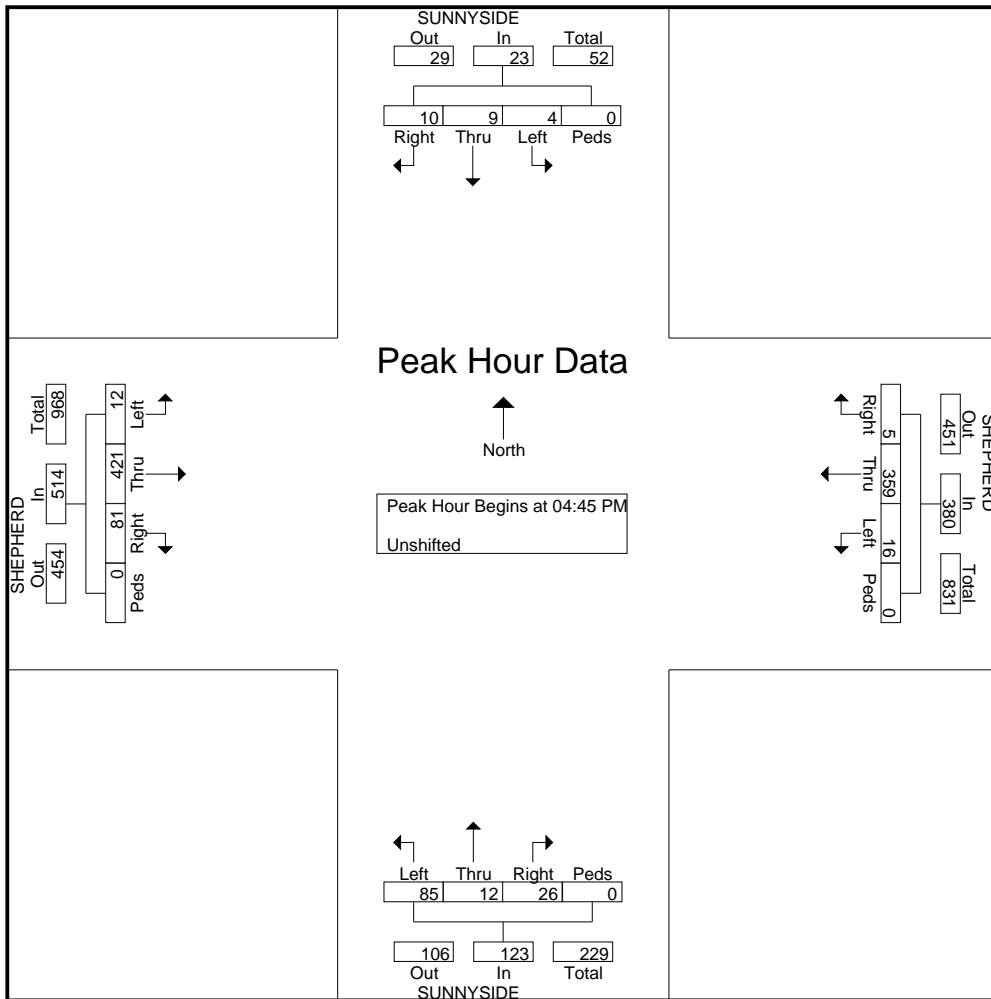 SUNNYSIDE
Out In Total
29 23 52
10 9 4 0
Right Thru Left Peds
Peak Hour Data
North
Peak Hour Begins at 04:45 PM
Unshifted
SHEPHERD
Total In Out
968 514 454
12 421 81 0
Left Thru Right Peds
SHEPHERD
Out In Total
451 380 831
5 359 16 0
Right Thru Left Peds
Left Thru Right Peds
85 12 26 0
106 123 229
Out In Total
SUNNYSIDE